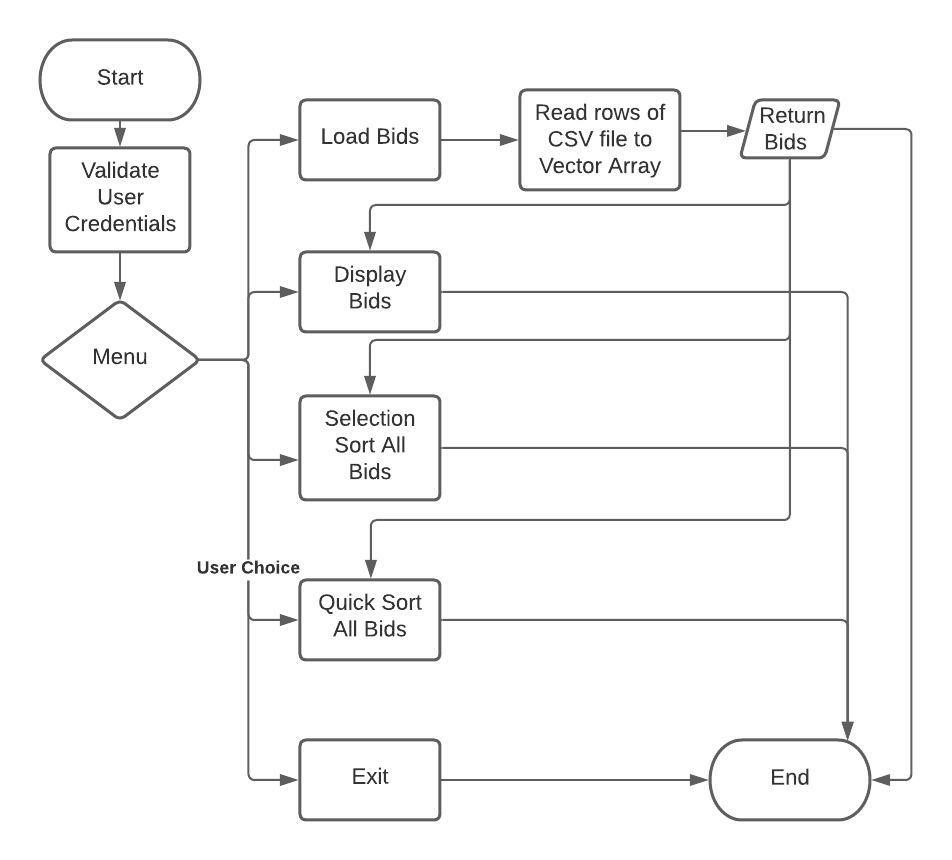 Start
Validate
User
Credentials
Menu
Load Bids
Read rows of
CSV file to
Vector Array
Return
Bids
Display
Bids
Selection
Sort All
Bids
User Choice
Quick Sort
All Bids
Exit
End